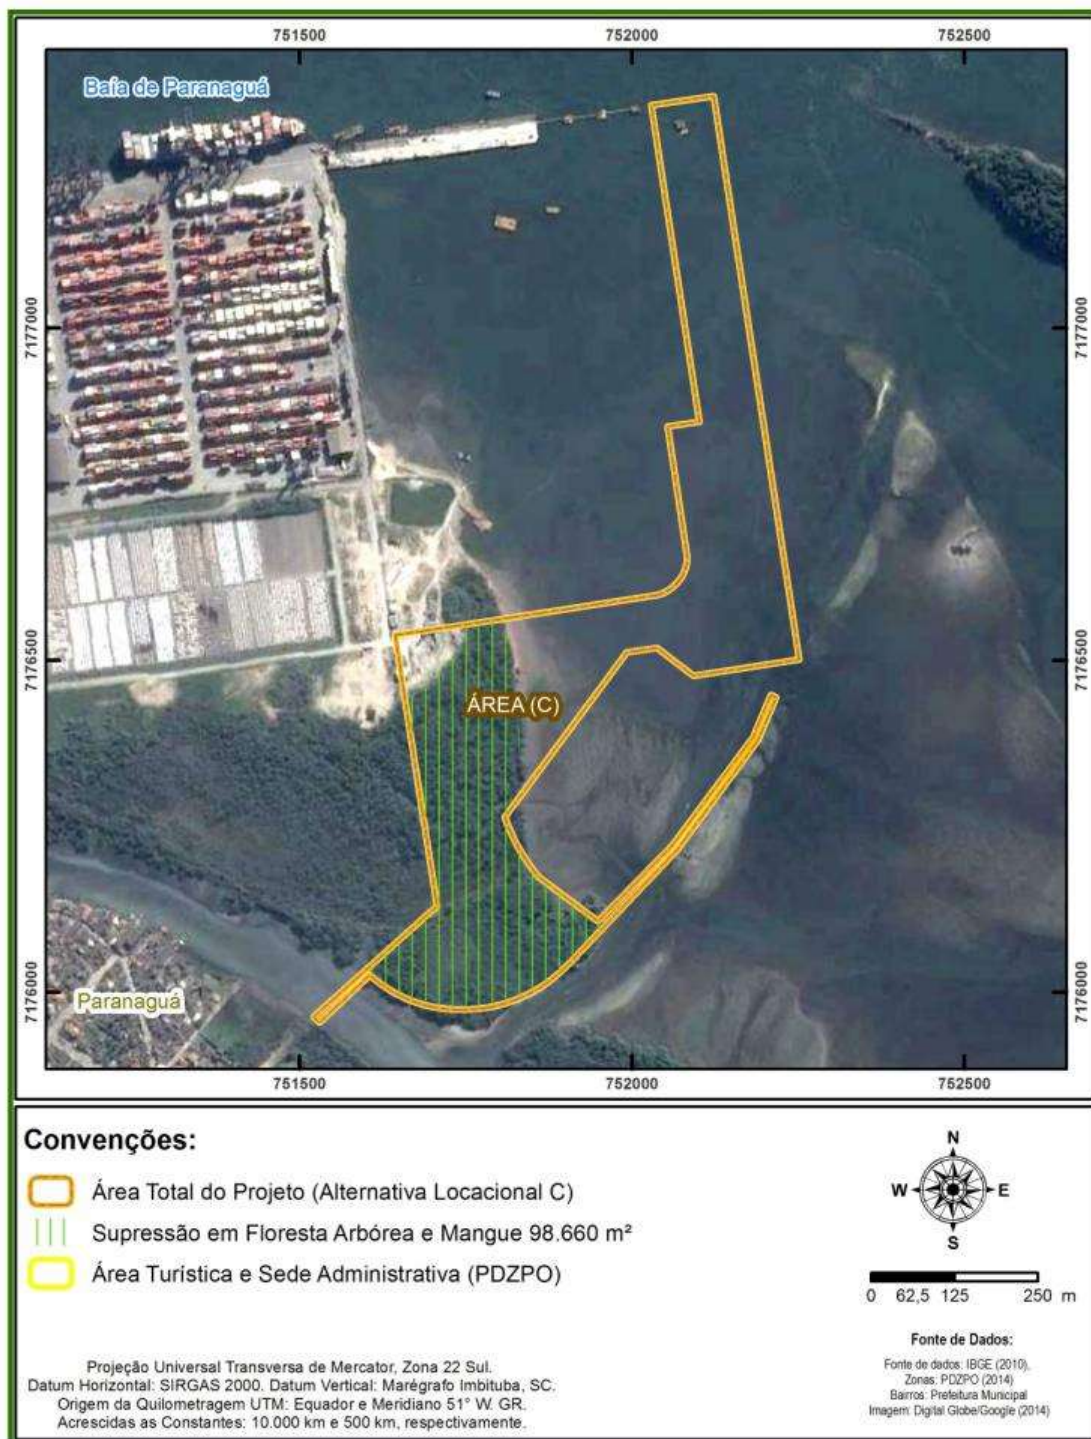 751500 752000 752500
Baía de Paranaguá
7177000 7177000
7176500 7176500
ÁREA (C)
7176000 7176000
Paranaguá
751500 752000 752500
Convenções:
Área Total do Projeto (Alternativa Locacional C)
Supressão em Floresta Arbórea e Mangue 98.660 m²
Área Turística e Sede Administrativa (PDZPO)
N
W E
S
0 62,5 125 250 m
Fonte de Dados:
Fonte de dados: IBGE (2010),
Zonas: PDZPO (2014)
Bairros: Prefeitura Municipal
Imagem: Digital Globe/Google (2014)
Projeção Universal Transversa de Mercator, Zona 22 Sul.
Datum Horizontal: SIRGAS 2000. Datum Vertical: Marégrafo Imbituba, SC.
Origem da Quilometragem UTM: Equador e Meridiano 51° W. GR.
Acrescidas as Constantes: 10.000 km e 500 km, respectivamente.